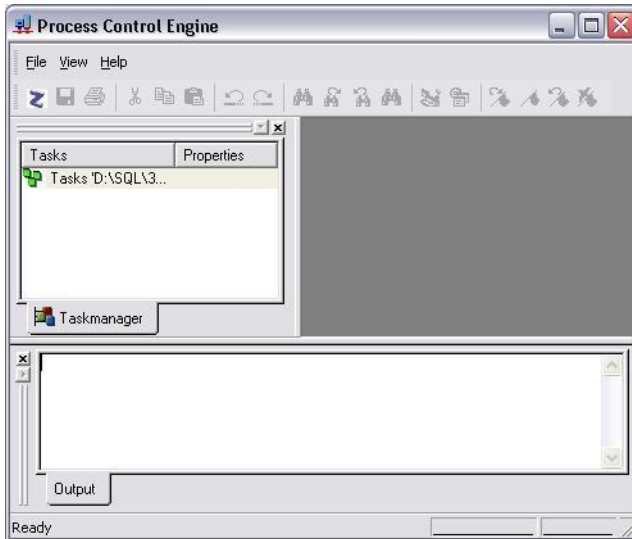 Process Control Engine
File View Help
Tasks Properties
Tasks 'D:\SQL\3...
Taskmanager
Output
Ready